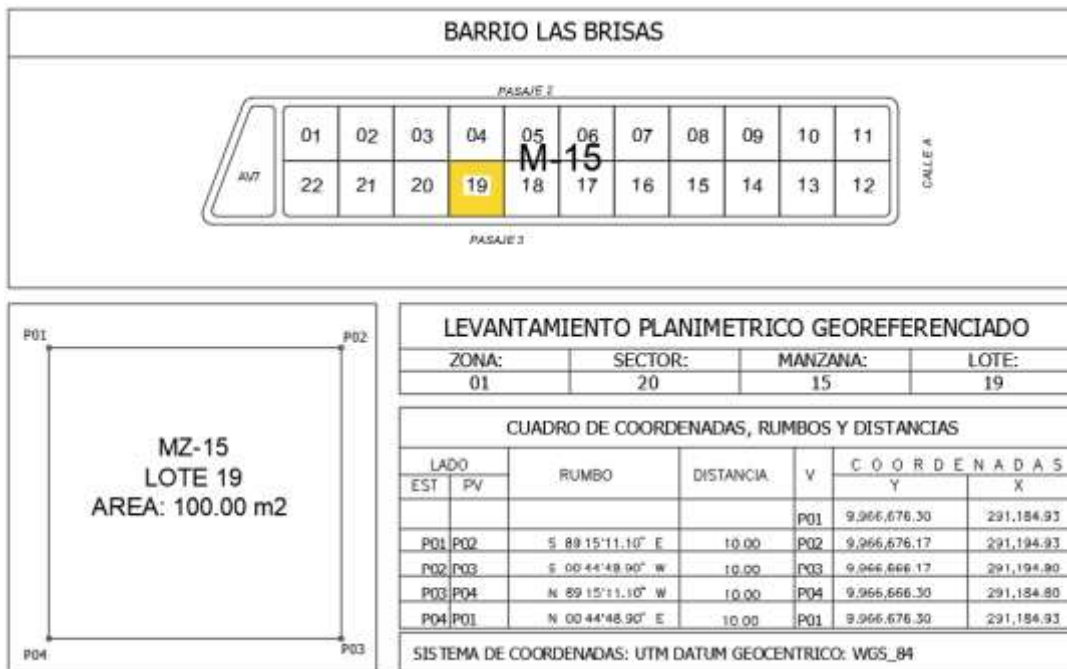 BARRIO LAS BRISAS
PASAJE 2
01 02 03 04 05 06 07 08 09 10 11
M-15
AV7
22 21 20 19 18 17 16 15 14 13 12
CALLE A
PASAJE 3
P01 P02
MZ-15
LOTE 19
AREA: 100.00 m2
P04 P03
LEVANTAMIENTO PLANIMETRICO GEOREFERENCIADO
ZONA: SECTOR: MANZANA: LOTE:
01 20 15 19
CUADRO DE COORDENADAS, RUMBOS Y DISTANCIAS
LADO RUMBO DISTANCIA V COORDENADAS
EST PV Y X
P01 9,966,676.30 291,184.93
P01 P02 S 89 15'11.10" E 10.00 P02 9,966,676.17 291,194.93
P02 P03 S 00 44'48.90" W 10.00 P03 9,966,666.17 291,194.80
P03 P04 N 89 15'11.10" W 10.00 P04 9,966,666.30 291,184.80
P04 P01 N 00 44'48.90" E 10.00 P01 9,966,676.30 291,184.93
SISTEMA DE COORDENADAS: UTM DATUM GEOCENTRICO: WGS_84